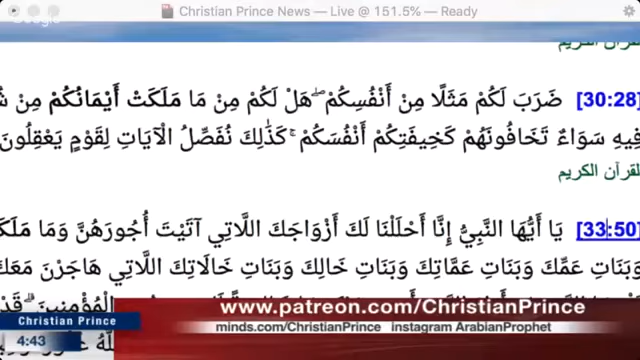 Christian Prince News — Live @ 151.5% — Ready
القرآن الكريم
[30:28] ضَرَبَ لَكُمْ مَثَلًا مِنْ أَنْفُسِكُمْ ۖ هَلْ لَكُمْ مِنْ مَا مَلَكَتْ أَيْمَانُكُمْ مِنْ
فِيهِ سَوَاءٌ تَخَافُونَهُمْ كَخِيفَتِكُمْ أَنْفُسَكُمْ ۚ كَذَٰلِكَ نُفَصِّلُ الْآيَاتِ لِقَوْمٍ يَعْقِلُونَ
القرآن الكريم
[33:50] يَا أَيُّهَا النَّبِيُّ إِنَّا أَحْلَلْنَا لَكَ أَزْوَاجَكَ اللَّاتِي آتَيْتَ أُجُورَهُنَّ وَمَا
وَبَنَاتِ عَمِّكَ وَبَنَاتِ عَمَّاتِكَ وَبَنَاتِ خَالِكَ وَبَنَاتِ خَالَاتِكَ اللَّاتِي هَاجَرْنَ مَعَكَ
الْمُؤْمِنِينَ ۗ
www.patreon.com/ChristianPrince
Christian Prince
minds.com/ChristianPrince instagram ArabianProphet
4:43